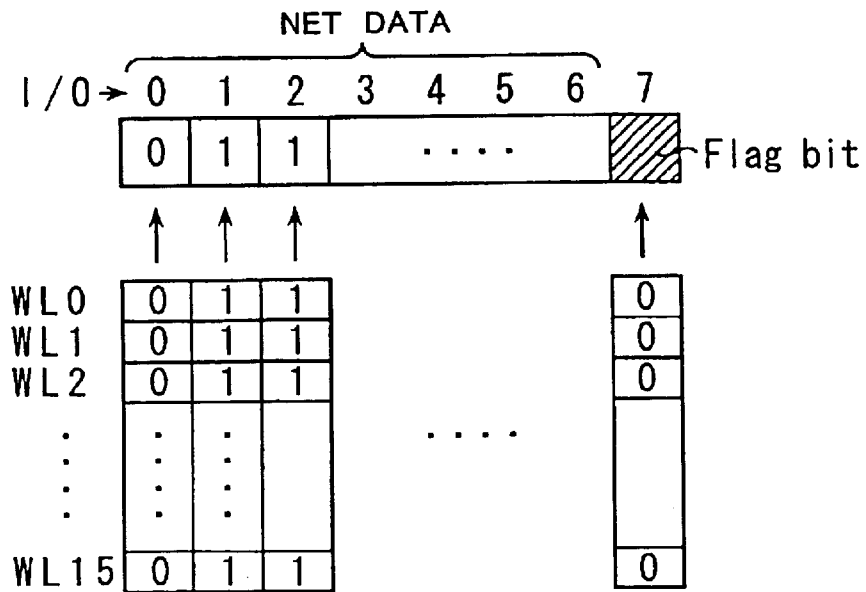 NET DATA
I/O→ 0 1 2 3 4 5 6 7
0 1 1 ···· Flag bit
WL0 0 1 1 0
WL1 0 1 1 0
WL2 0 1 1 0
····
WL15 0 1 1 0